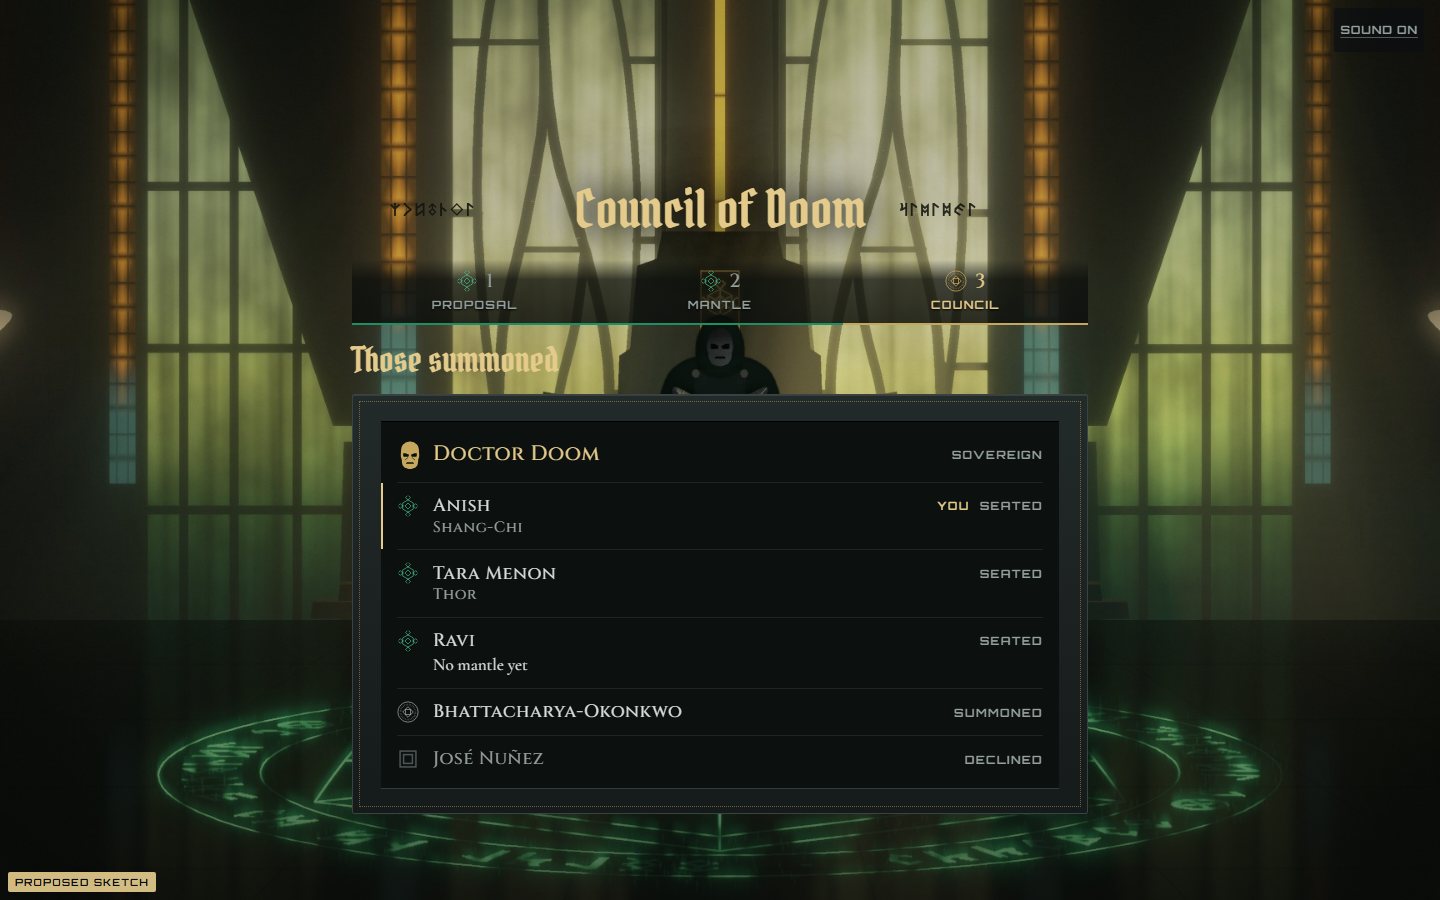 SOUND ON
Council of Doom
1
PROPOSAL
2
MANTLE
3
COUNCIL
Those summoned
DOCTOR DOOM SOVEREIGN
ANISH YOU SEATED
SHANG-CHI
TARA MENON SEATED
THOR
RAVI SEATED
No mantle yet
BHATTACHARYA-OKONKWO SUMMONED
JOSÉ NUÑEZ DECLINED
PROPOSED SKETCH